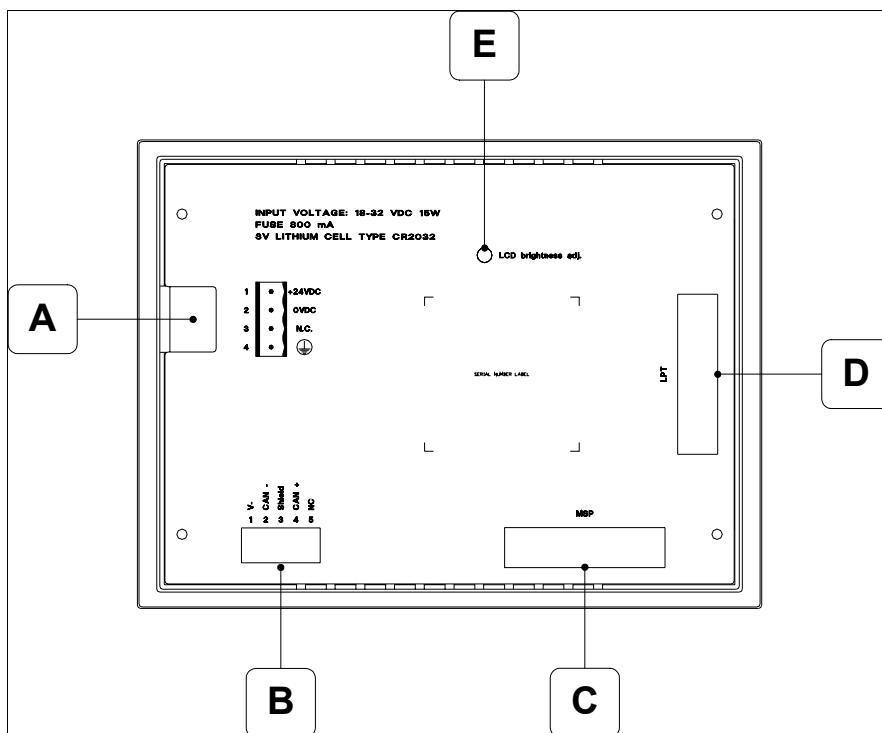 E
INPUT VOLTAGE: 18-32 VDC 15W
FUSE 800 mA
3V LITHIUM CELL TYPE CR2032
LCD brightness adj.
A
1 +24VDC
2 0VDC
3 N.C.
4
SERIAL NUMBER LABEL
LPT
D
V- CAN - Shield CAN + NC
1 2 3 4 5
MSP
B
C